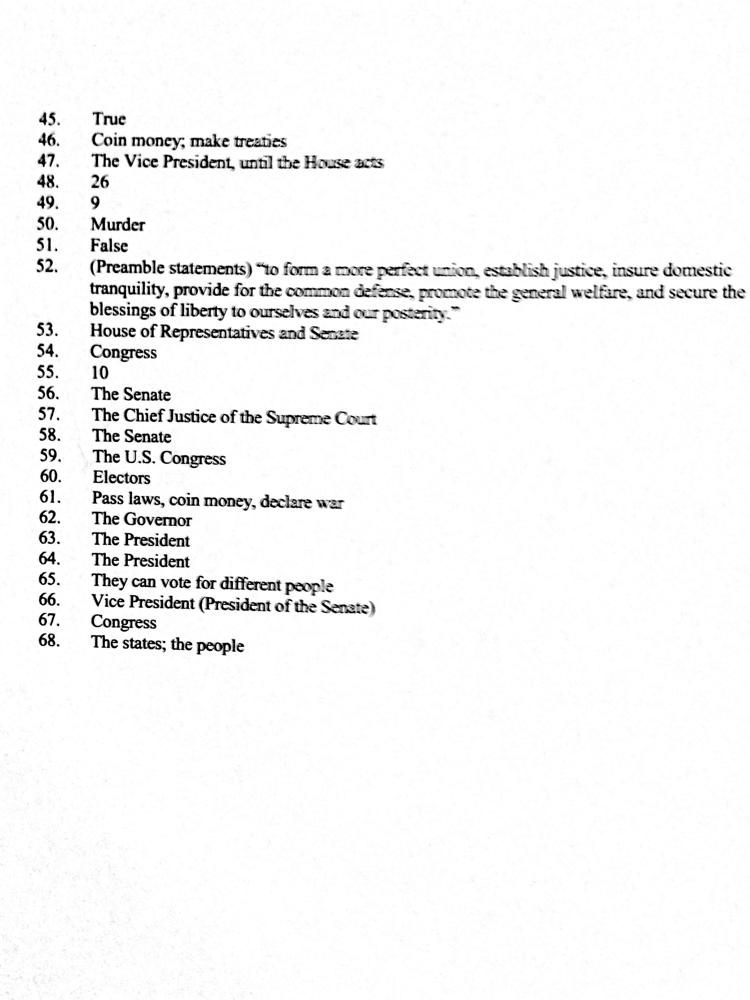 45. True
46. Coin money; make treaties
47. The Vice President, until the House acts
48. 26
49. 9
50. Murder
51. False
52. (Preamble statements) “to form a more perfect union, establish justice, insure domestic
tranquility, provide for the common defense, promote the general welfare, and secure the
blessings of liberty to ourselves and our posterity.”
53. House of Representatives and Senate
54. Congress
55. 10
56. The Senate
57. The Chief Justice of the Supreme Court
58. The Senate
59. The U.S. Congress
60. Electors
61. Pass laws, coin money, declare war
62. The Governor
63. The President
64. The President
65. They can vote for different people
66. Vice President (President of the Senate)
67. Congress
68. The states; the people